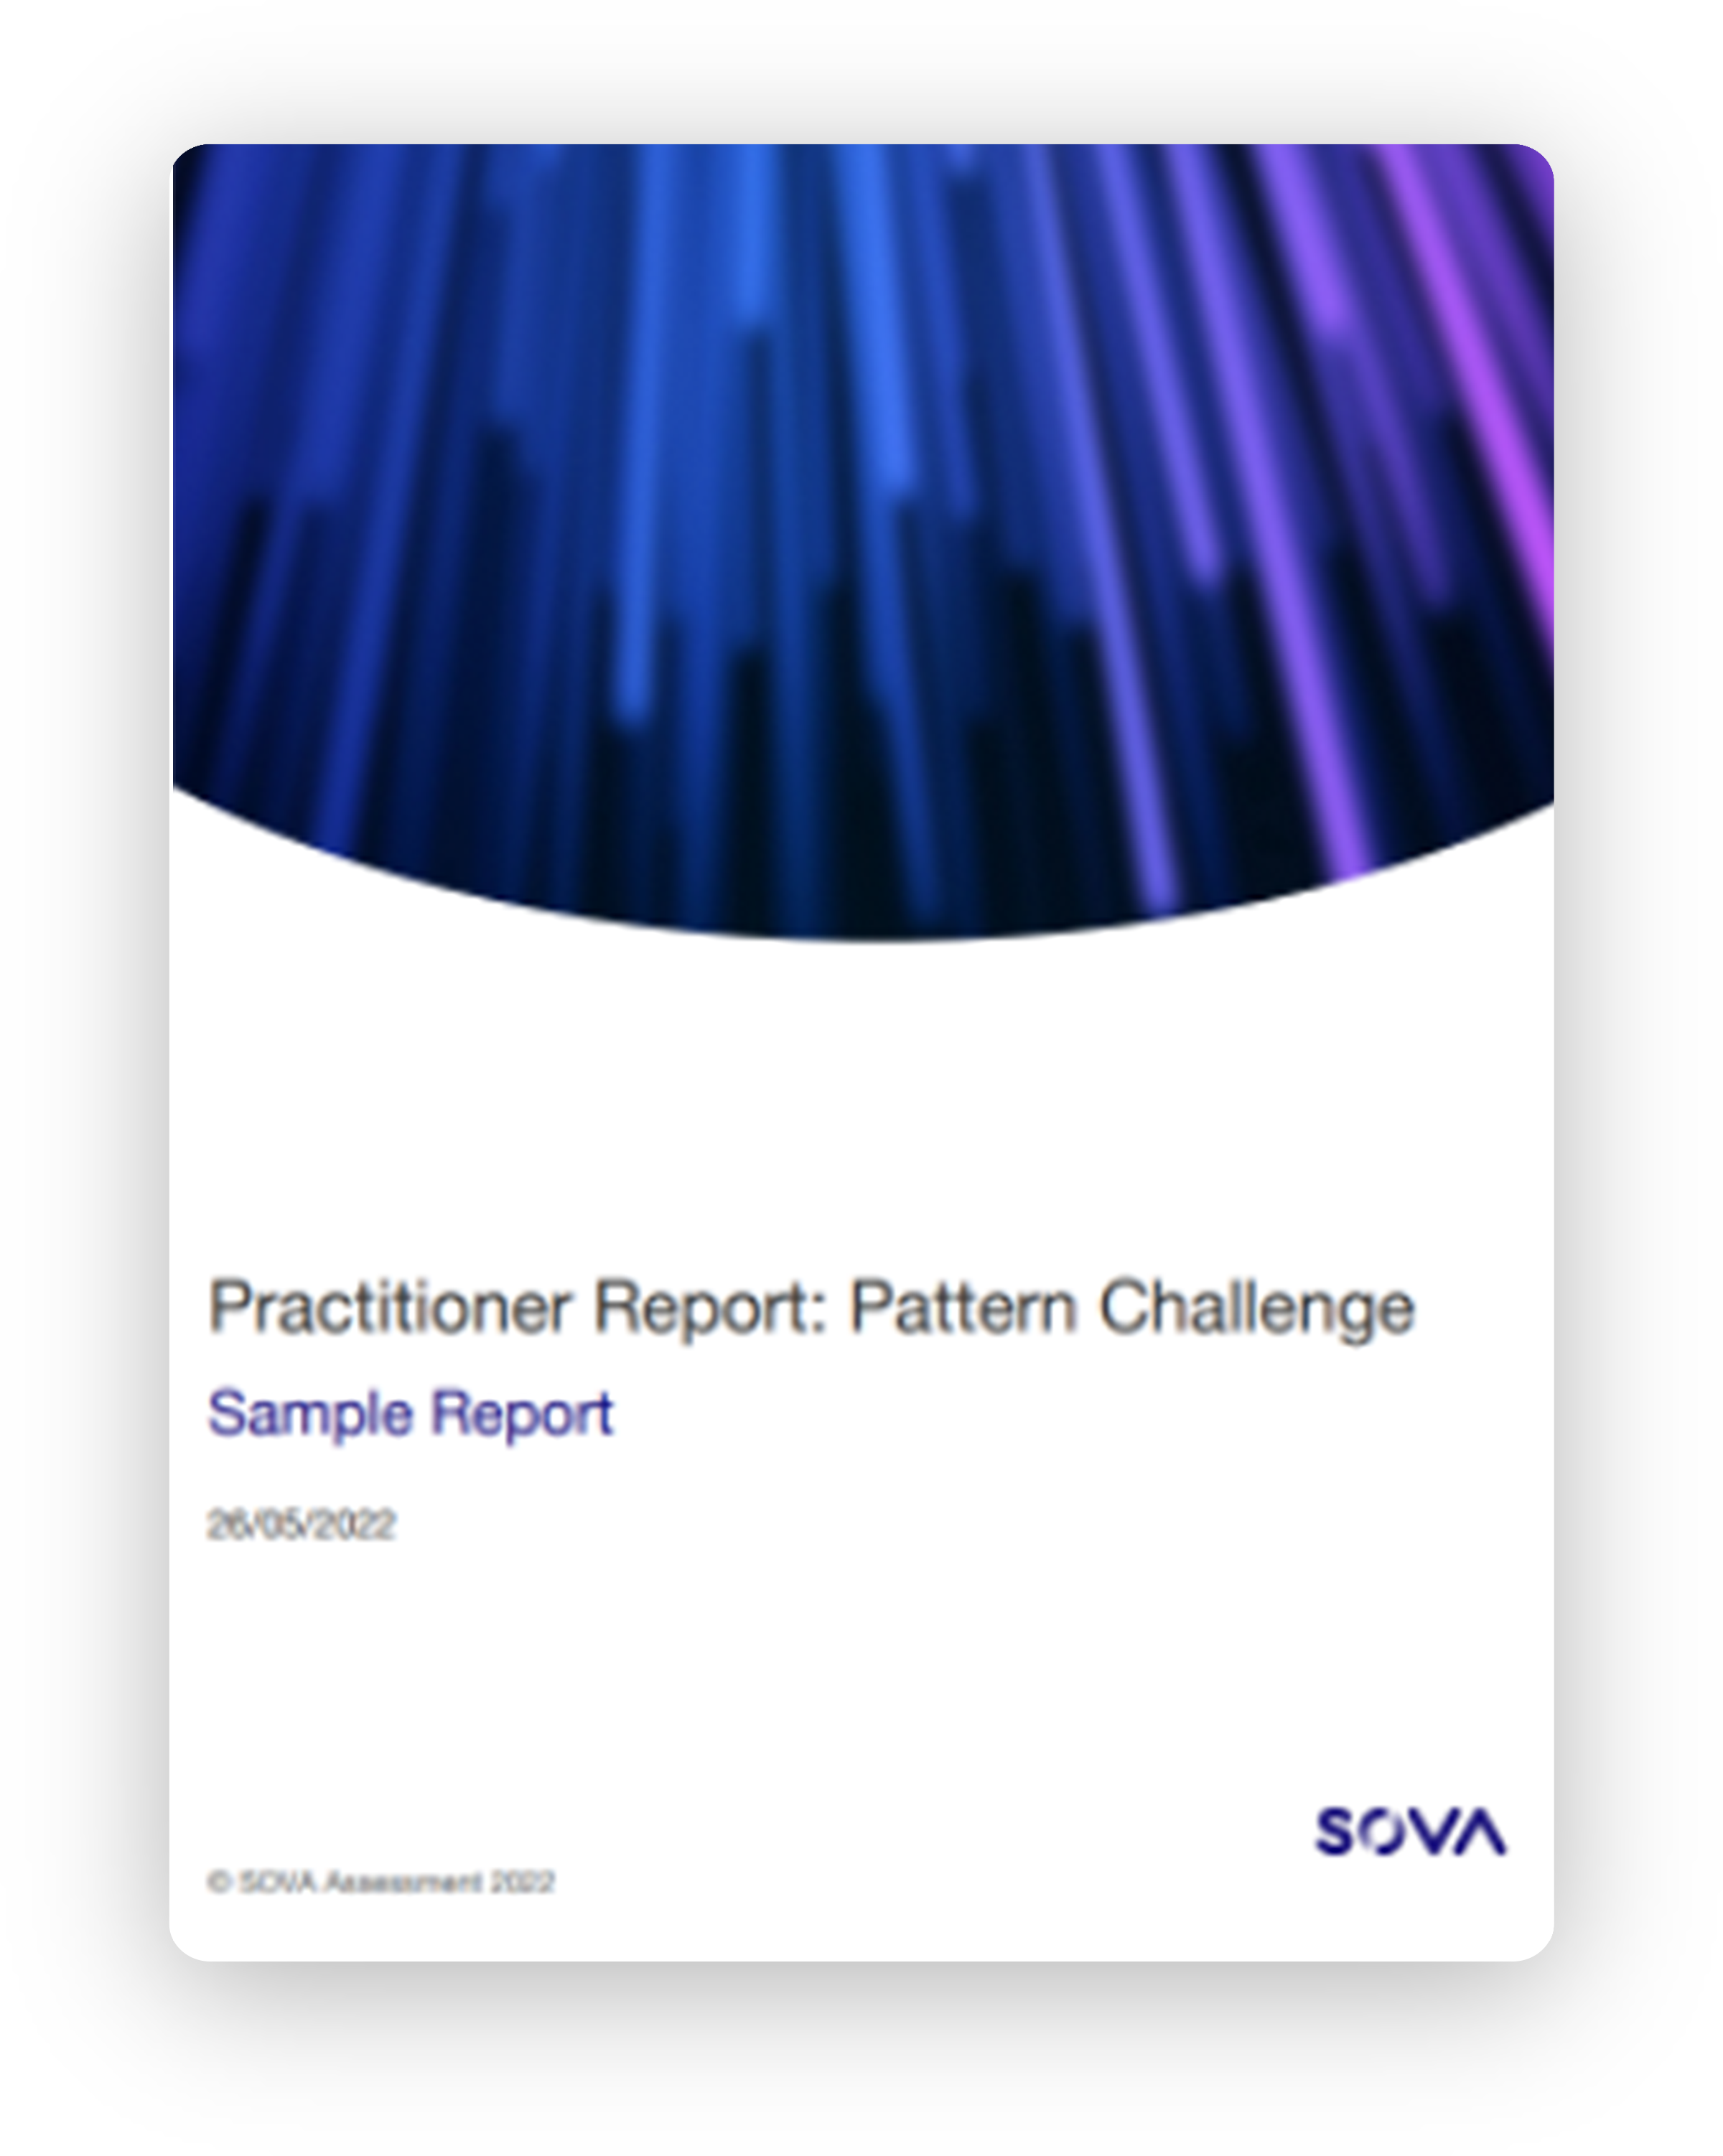 Practitioner Report: Pattern Challenge
Sample Report
26/05/2022
SOVA
© SOVA Assessment 2022